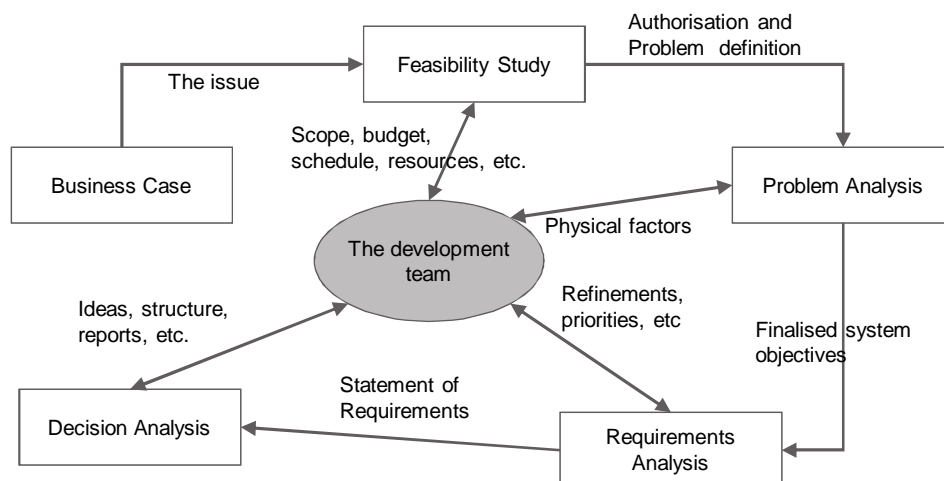 Authorisation and
Problem definition
Feasibility Study
The issue
Scope, budget,
schedule, resources, etc.
Business Case
Problem Analysis
Physical factors
The development
team
Ideas, structure,
reports, etc.
Refinements,
priorities, etc
Finalised system
objectives
Statement of
Requirements
Decision Analysis
Requirements
Analysis